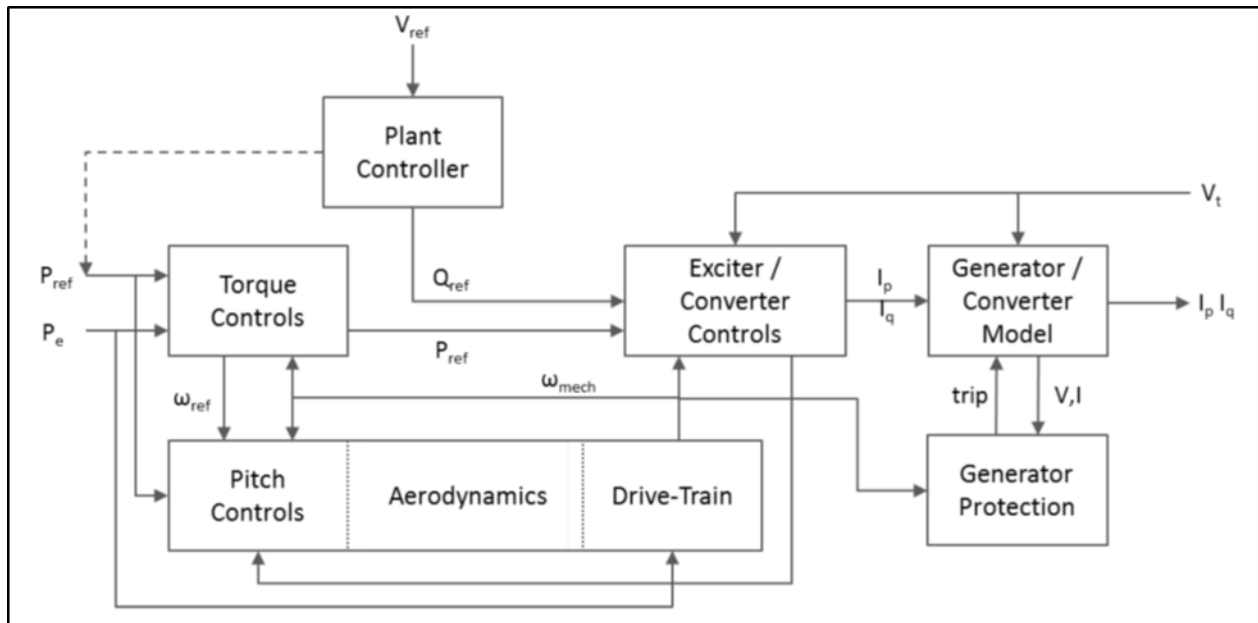 V_ref
Plant
Controller
V_t
P_ref
Torque
Controls
Q_ref
Exciter /
Converter
Controls
I_p
I_q
Generator /
Converter
Model
I_p I_q
P_e
P_ref
ω_ref
ω_mech
trip
V,I
Pitch
Controls
Aerodynamics
Drive-Train
Generator
Protection